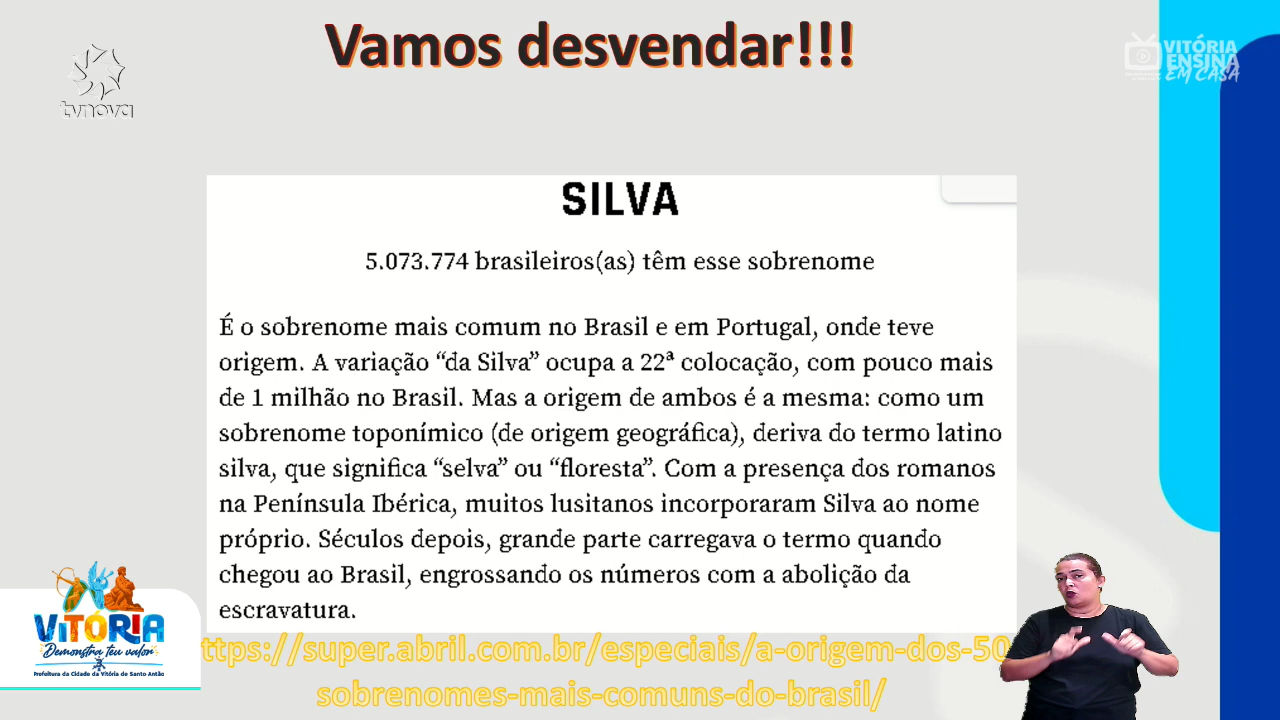 Vamos desvendar!!!
tvnova
VITÓRIA
ENSINA
EM CASA
SILVA
5.073.774 brasileiros(as) têm esse sobrenome
É o sobrenome mais comum no Brasil e em Portugal, onde teve
origem. A variação “da Silva” ocupa a 22ª colocação, com pouco mais
de 1 milhão no Brasil. Mas a origem de ambos é a mesma: como um
sobrenome toponímico (de origem geográfica), deriva do termo latino
silva, que significa “selva” ou “floresta”. Com a presença dos romanos
na Península Ibérica, muitos lusitanos incorporaram Silva ao nome
próprio. Séculos depois, grande parte carregava o termo quando
chegou ao Brasil, engrossando os números com a abolição da
escravatura.
ttps://super.abril.com.br/especiais/a-origem-dos-50
sobrenomes-mais-comuns-do-brasil/
VITÓRIA
Demonstra teu valor
Prefeitura da Cidade da Vitória de Santo Antão